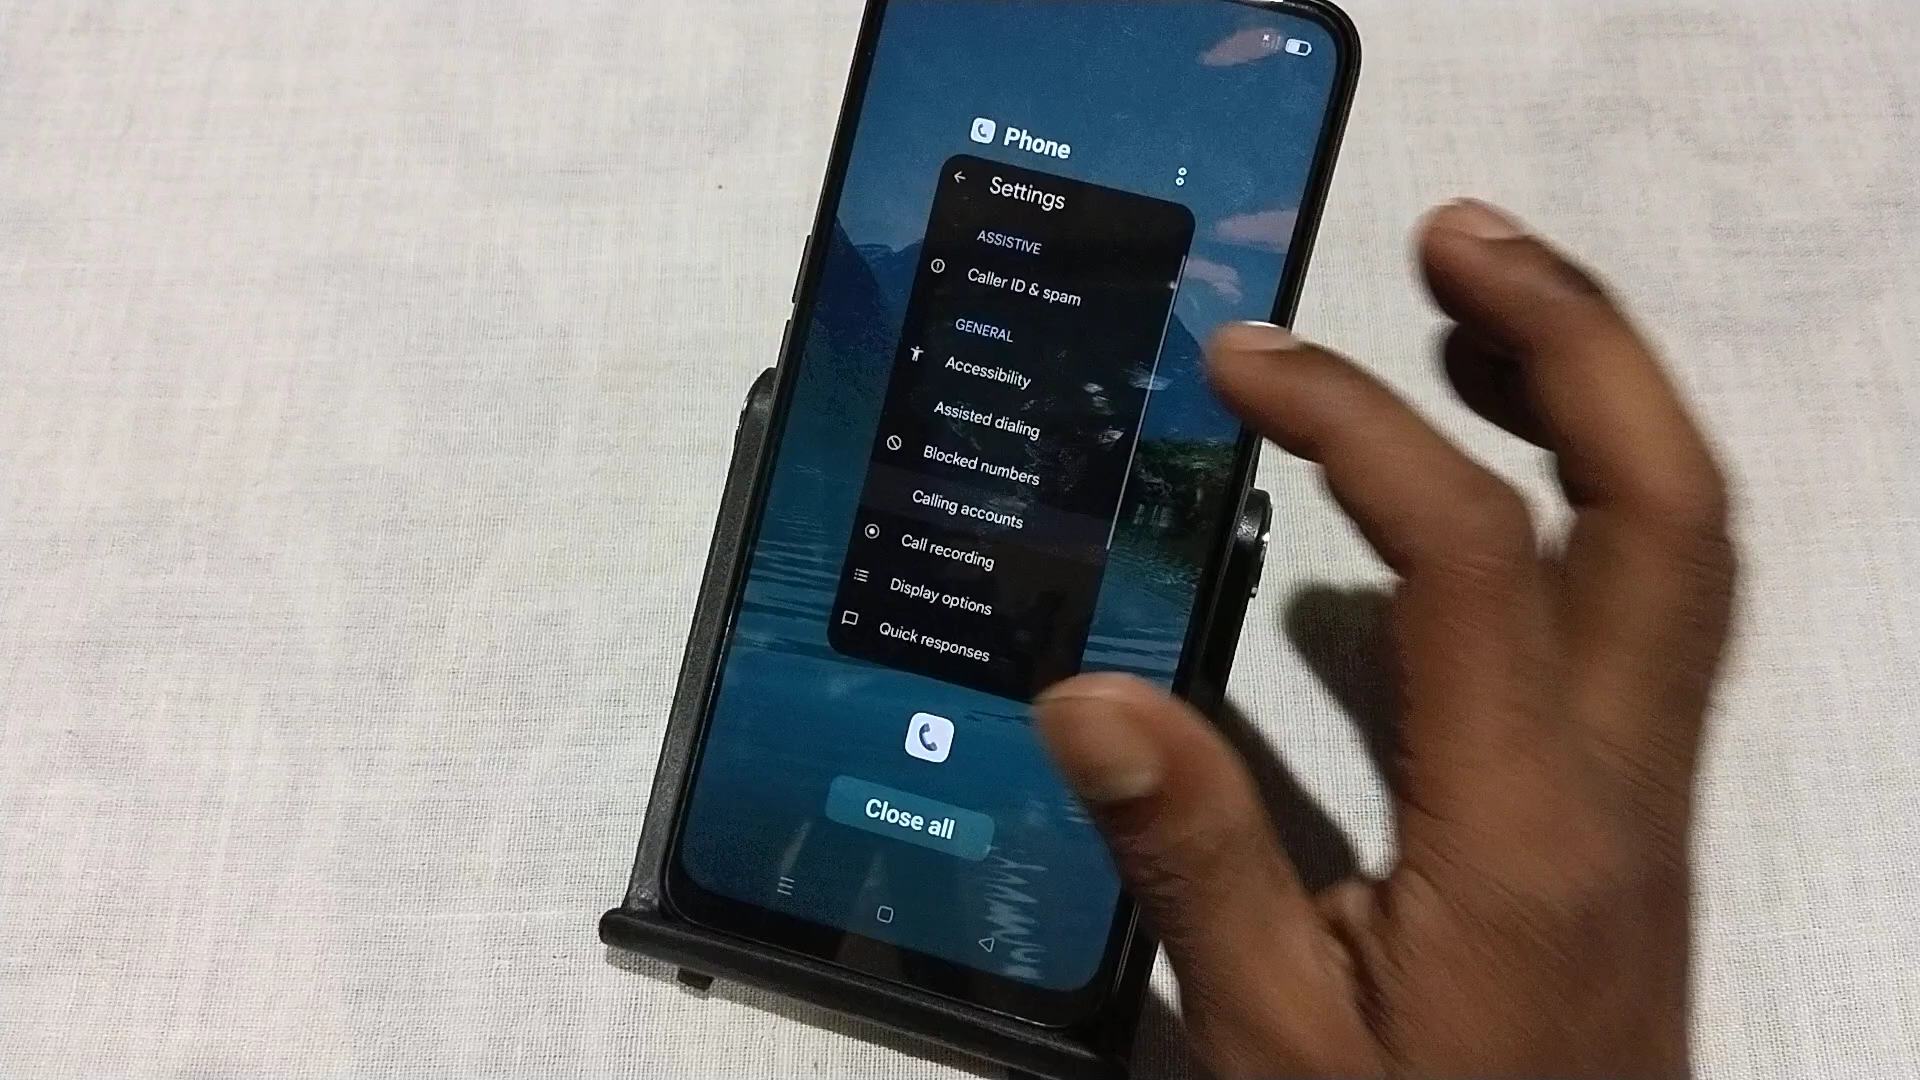 Phone
Settings
ASSISTIVE
Caller ID & spam
GENERAL
Accessibility
Assisted dialing
Blocked numbers
Calling accounts
Call recording
Display options
Quick responses
Close all